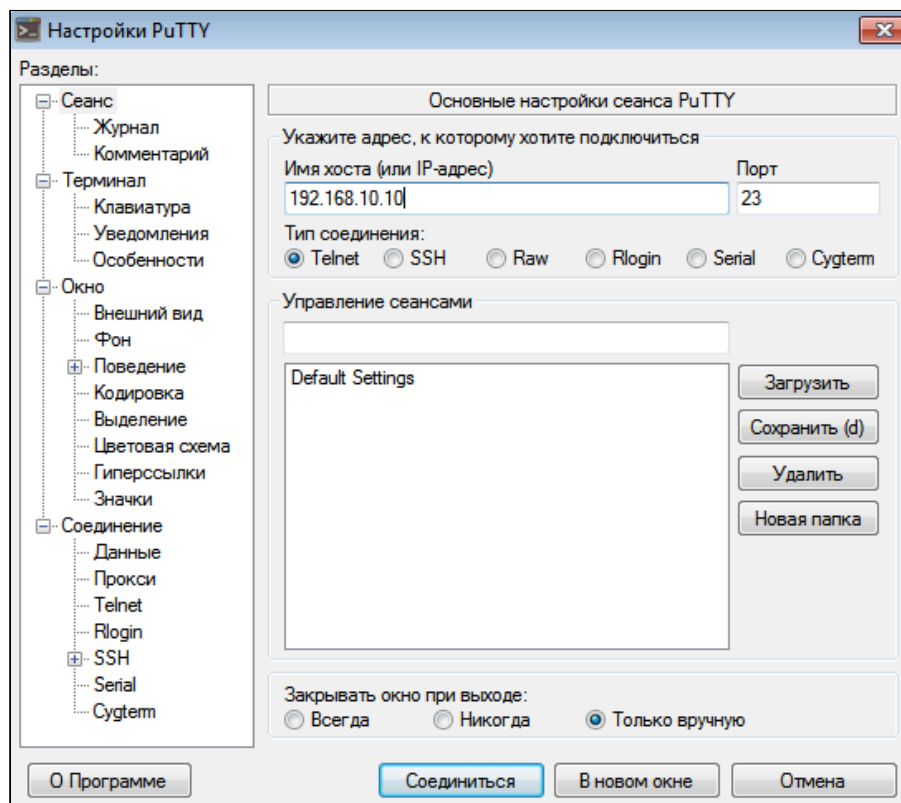 Настройки PuTTY
Разделы:
Сеанс
Журнал
Комментарий
Терминал
Клавиатура
Уведомления
Особенности
Окно
Внешний вид
Фон
Поведение
Кодировка
Выделение
Цветовая схема
Гиперссылки
Значки
Соединение
Данные
Прокси
Telnet
Rlogin
SSH
Serial
Cygterm
Основные настройки сеанса PuTTY
Укажите адрес, к которому хотите подключиться
Имя хоста (или IP-адрес) Порт
192.168.10.10 23
Тип соединения:
Telnet SSH Raw Rlogin Serial Cygterm
Управление сеансами
Default Settings
Загрузить
Сохранить (d)
Удалить
Новая папка
Закрывать окно при выходе:
Всегда Никогда Только вручную
О Программе Соединиться В новом окне Отмена